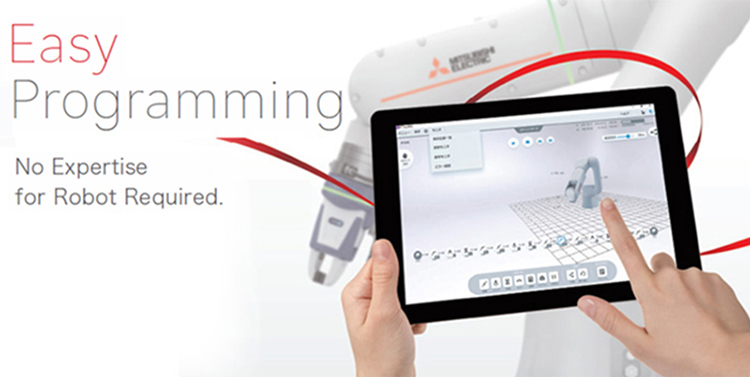 Easy
Programming
No Expertise
for Robot Required.
MITSUBISHI
ELECTRIC